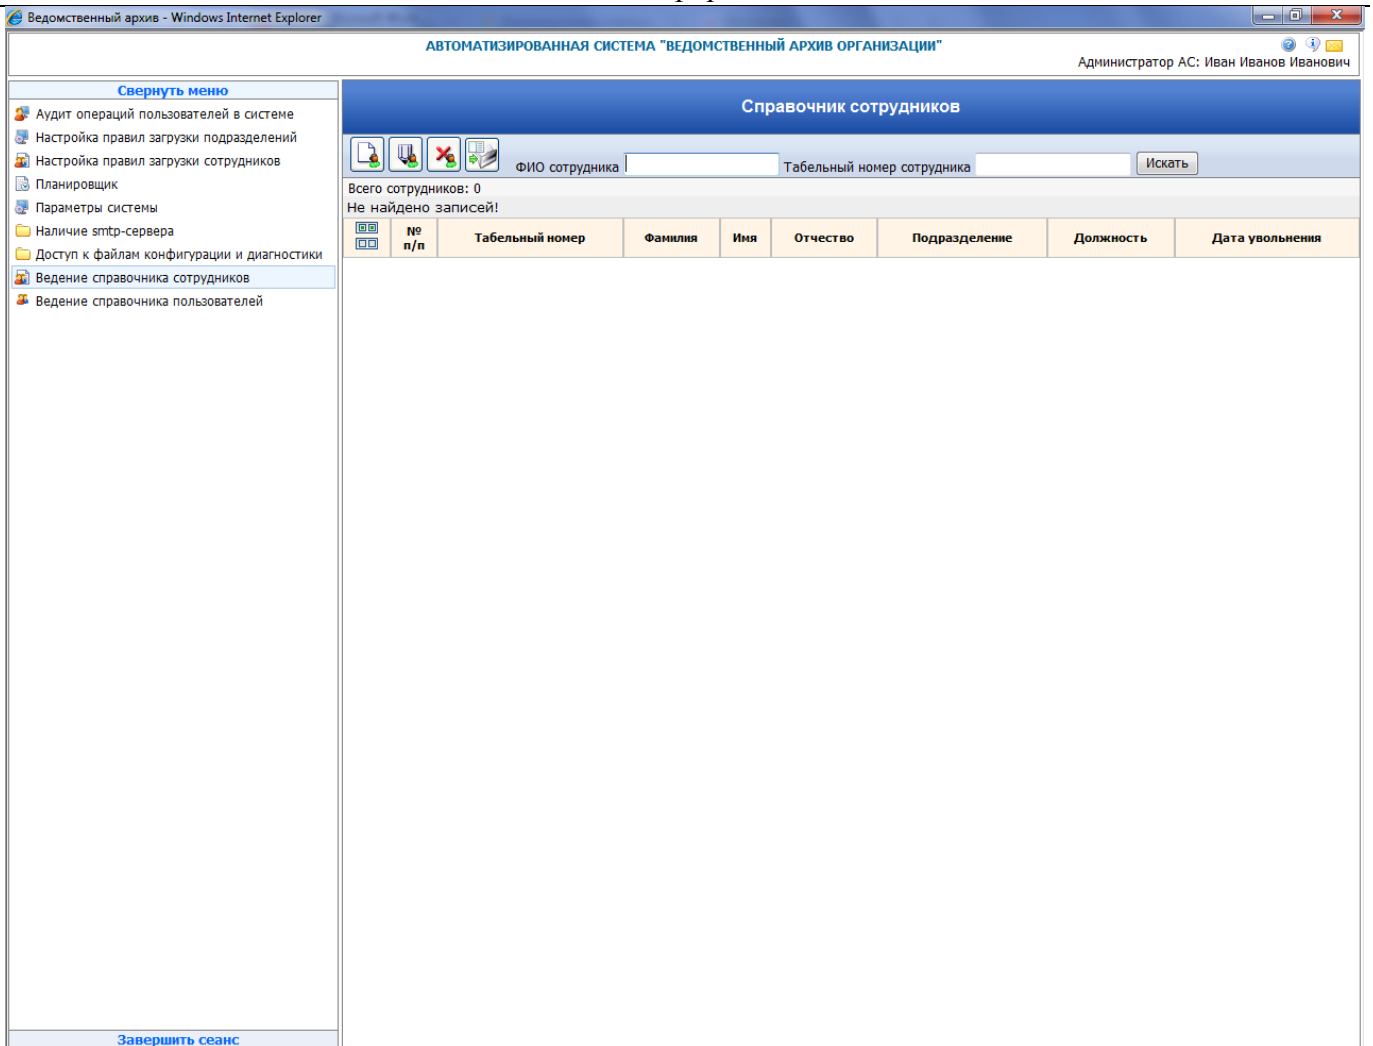 Ведомственный архив - Windows Internet Explorer
АВТОМАТИЗИРОВАННАЯ СИСТЕМА "ВЕДОМСТВЕННЫЙ АРХИВ ОРГАНИЗАЦИИ"
Администратор АС: Иван Иванов Иванович
Свернуть меню
Аудит операций пользователей в системе
Настройка правил загрузки подразделений
Настройка правил загрузки сотрудников
Планировщик
Параметры системы
Наличие smtp-сервера
Доступ к файлам конфигурации и диагностики
Ведение справочника сотрудников
Ведение справочника пользователей
Завершить сеанс
Справочник сотрудников
ФИО сотрудника Табельный номер сотрудника Искать
Всего сотрудников: 0
Не найдено записей!
№ п/п Табельный номер Фамилия Имя Отчество Подразделение Должность Дата увольнения